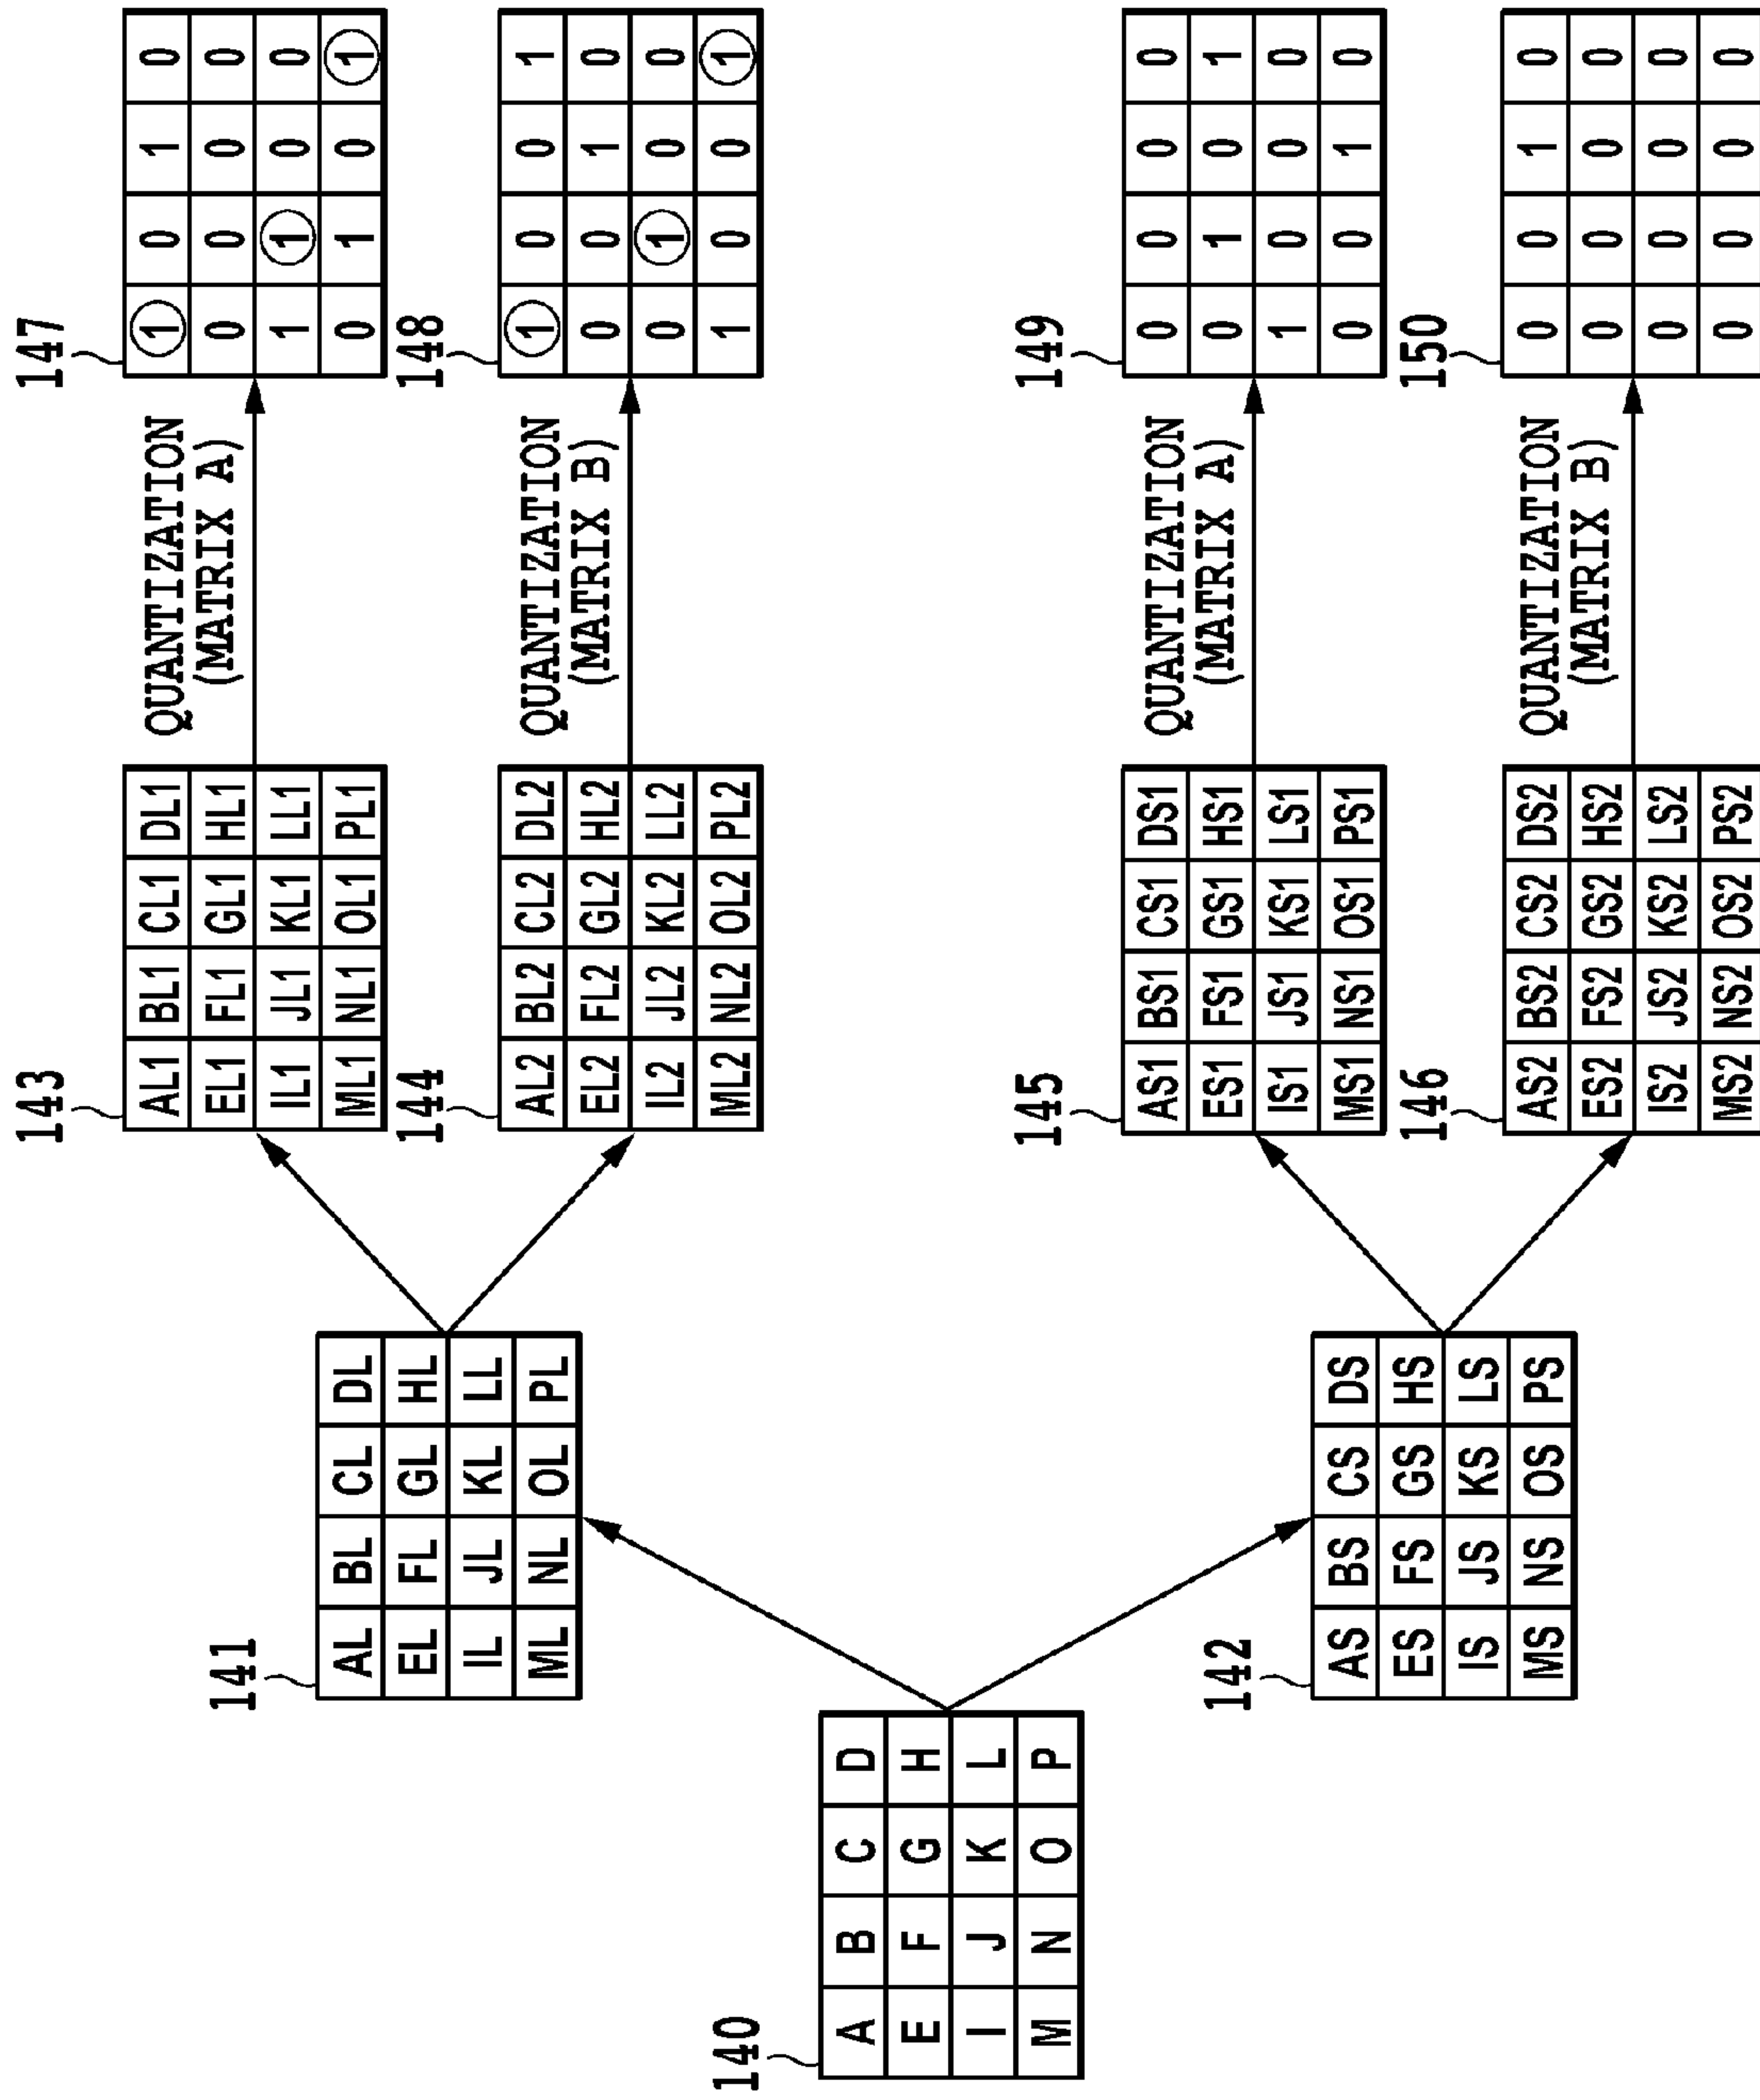 140
A B C D
E F G H
I J K L
M N O P
141
AL BL CL DL
EL FL GL HL
IL JL KL LL
ML NL OL PL
142
AS BS CS DS
ES FS GS HS
IS JS KS LS
MS NS OS PS
143
AL1 BL1 CL1 DL1
EL1 FL1 GL1 HL1
IL1 JL1 KL1 LL1
ML1 NL1 OL1 PL1
QUANTIZATION
(MATRIX A)
147
1 0 1 0
0 0 0 0
1 1 0 0
0 1 0 1
144
AL2 BL2 CL2 DL2
EL2 FL2 GL2 HL2
IL2 JL2 KL2 LL2
ML2 NL2 OL2 PL2
QUANTIZATION
(MATRIX B)
148
1 0 0 1
0 0 1 0
0 1 0 0
1 0 0 1
145
AS1 BS1 CS1 DS1
ES1 FS1 GS1 HS1
IS1 JS1 KS1 LS1
MS1 NS1 OS1 PS1
QUANTIZATION
(MATRIX A)
149
0 0 0 0
0 1 0 1
1 0 0 0
0 0 1 0
146
AS2 BS2 CS2 DS2
ES2 FS2 GS2 HS2
IS2 JS2 KS2 LS2
MS2 NS2 OS2 PS2
QUANTIZATION
(MATRIX B)
150
0 0 1 0
0 0 0 0
0 0 0 0
0 0 0 0